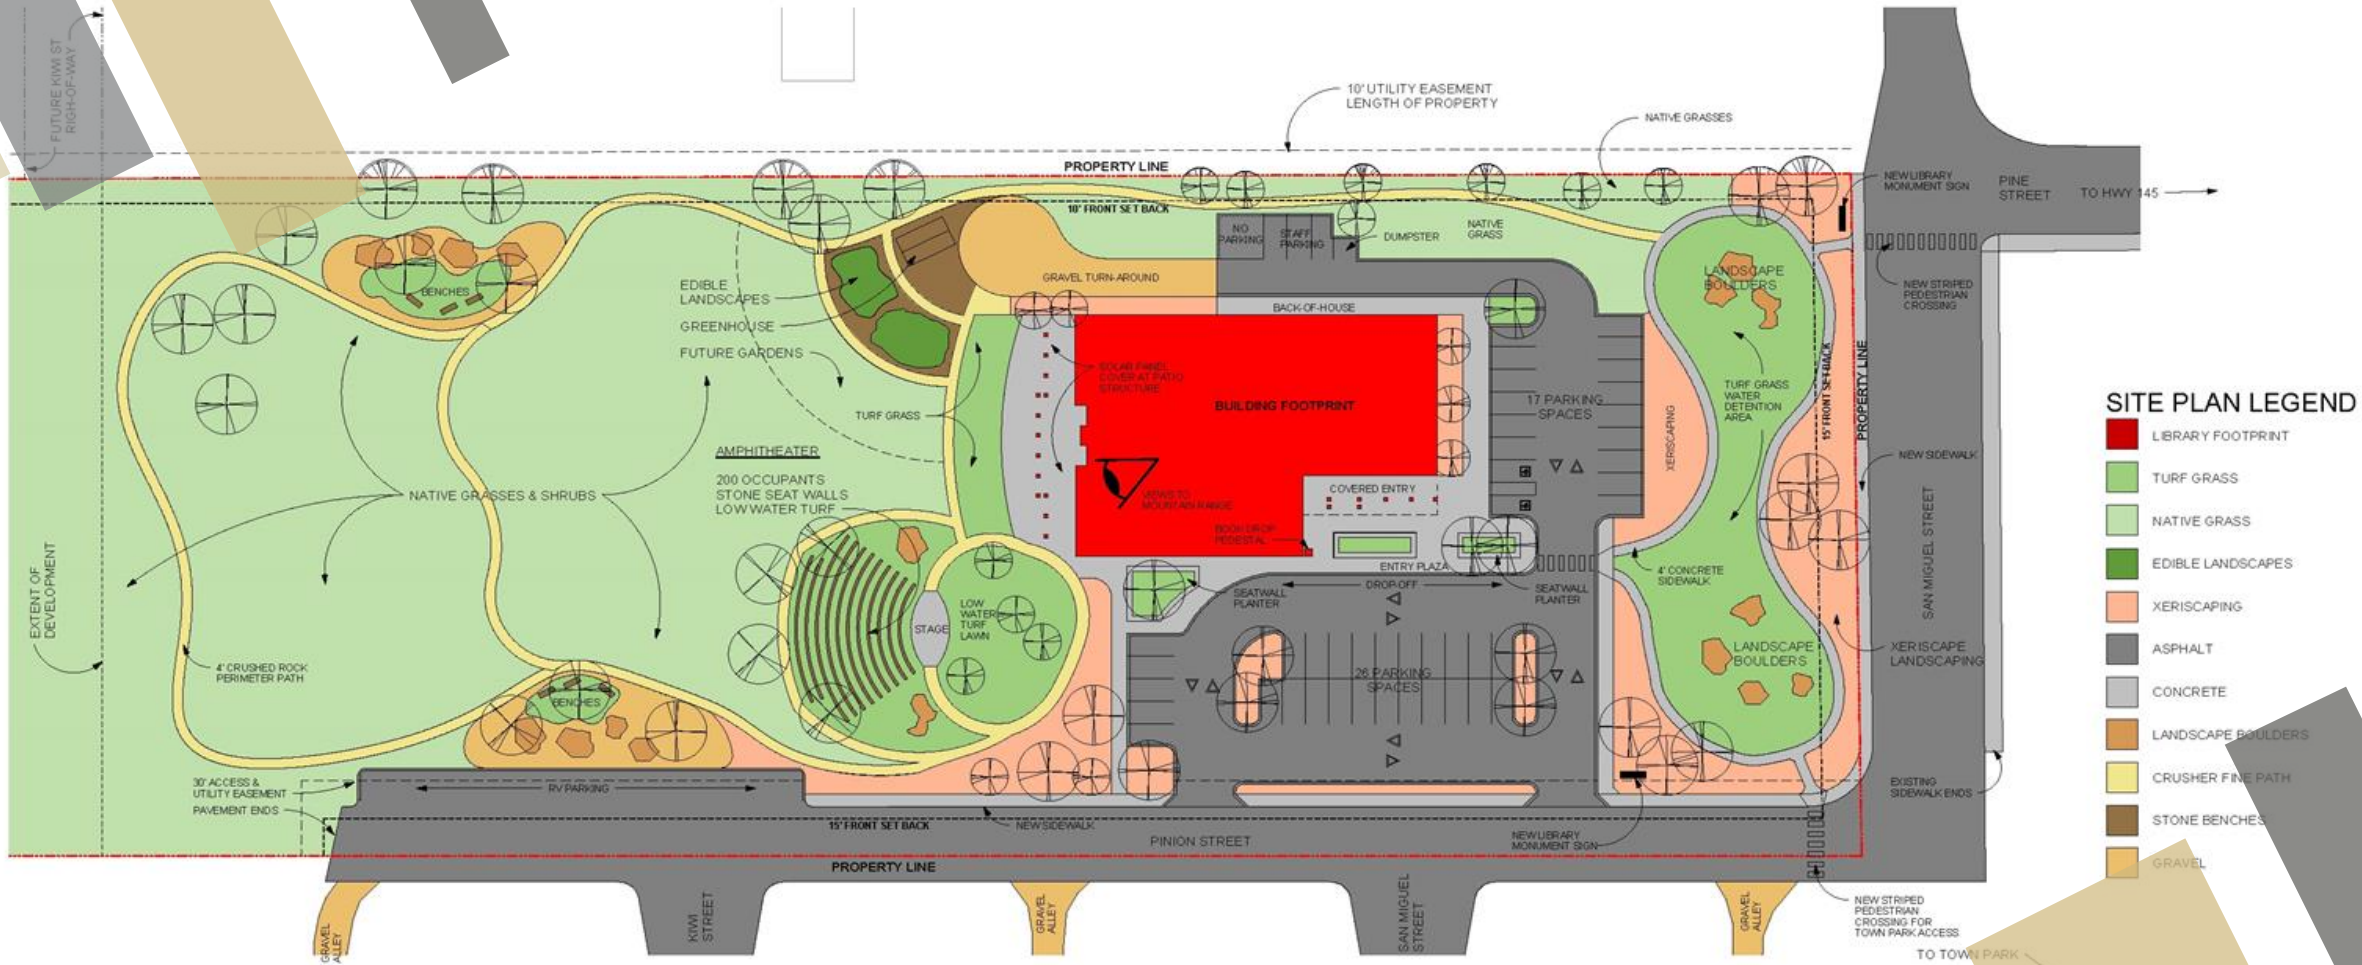 FUTURE KIWI ST
RIGH-OF-WAY
10' UTILITY EASEMENT
LENGTH OF PROPERTY
NATIVE GRASSES
PROPERTY LINE
NEW LIBRARY
MONUMENT SIGN
PINE
STREET
TO HWY 145
10' FRONT SET BACK
NO
PARKING
STAFF
PARKING
DUMPSTER
NATIVE
GRASS
NEW STRIPED
PEDESTRIAN
CROSSING
BENCHES
EDIBLE
LANDSCAPES
GREENHOUSE
FUTURE GARDENS
GRAVEL TURN-AROUND
BACK-OF-HOUSE
LANDSCAPE
BOULDERS
SOLAR PANEL
COVER AT PATIO
STRUCTURE
TURF GRASS
BUILDING FOOTPRINT
17 PARKING
SPACES
XERISCAPING
TURF GRASS
WATER
DETENTION
AREA
15' FRONT SET BACK
PROPERTY LINE
NEW SIDEWALK
SAN MIGUEL STREET
AMPHITHEATER
200 OCCUPANTS
STONE SEAT WALLS
LOW WATER TURF
NATIVE GRASSES & SHRUBS
VIEWS TO
MOUNTAIN RANGE
COVERED ENTRY
BOOK DROP
PEDESTAL
ENTRY PLAZA
DROP-OFF
SEATWALL
PLANTER
SEATWALL
PLANTER
4' CONCRETE
SIDEWALK
EXTENT OF
DEVELOPMENT
LOW
WATER
TURF
LAWN
STAGE
4' CRUSHED ROCK
PERIMETER PATH
BENCHES
26 PARKING
SPACES
LANDSCAPE
BOULDERS
XERISCAPE
LANDSCAPING
30' ACCESS &
UTILITY EASEMENT
PAVEMENT ENDS
RV PARKING
15' FRONT SET BACK
NEW SIDEWALK
PINION STREET
NEW LIBRARY
MONUMENT SIGN
EXISTING
SIDEWALK ENDS
PROPERTY LINE
GRAVEL
ALLEY
KIWI
STREET
GRAVEL
ALLEY
SAN MIGUEL
STREET
GRAVEL
ALLEY
NEW STRIPED
PEDESTRIAN
CROSSING FOR
TOWN PARK ACCESS
TO TOWN PARK
SITE PLAN LEGEND
LIBRARY FOOTPRINT
TURF GRASS
NATIVE GRASS
EDIBLE LANDSCAPES
XERISCAPING
ASPHALT
CONCRETE
LANDSCAPE BOULDERS
CRUSHER FINE PATH
STONE BENCHES
GRAVEL